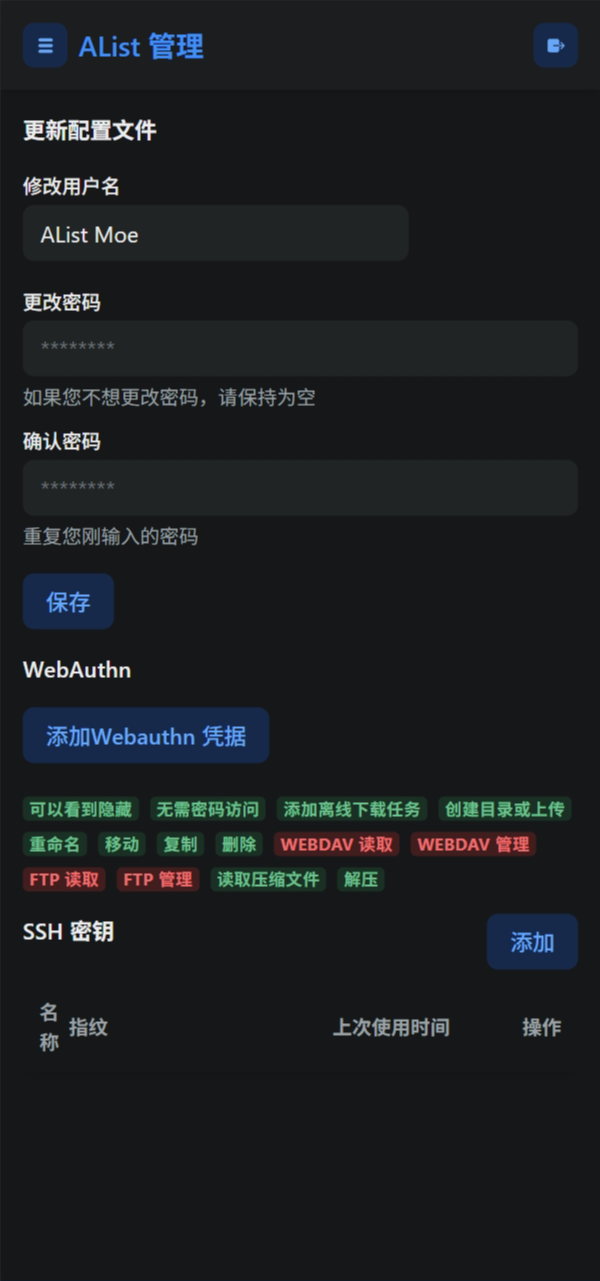 AList 管理
更新配置文件
修改用户名
AList Moe
更改密码
********
如果您不想更改密码，请保持为空
确认密码
********
重复您刚输入的密码
保存
WebAuthn
添加Webauthn 凭据
可以看到隐藏 无需密码访问 添加离线下载任务 创建目录或上传
重命名 移动 复制 删除 WEBDAV 读取 WEBDAV 管理
FTP 读取 FTP 管理 读取压缩文件 解压
SSH 密钥 添加
名称 指纹 上次使用时间 操作